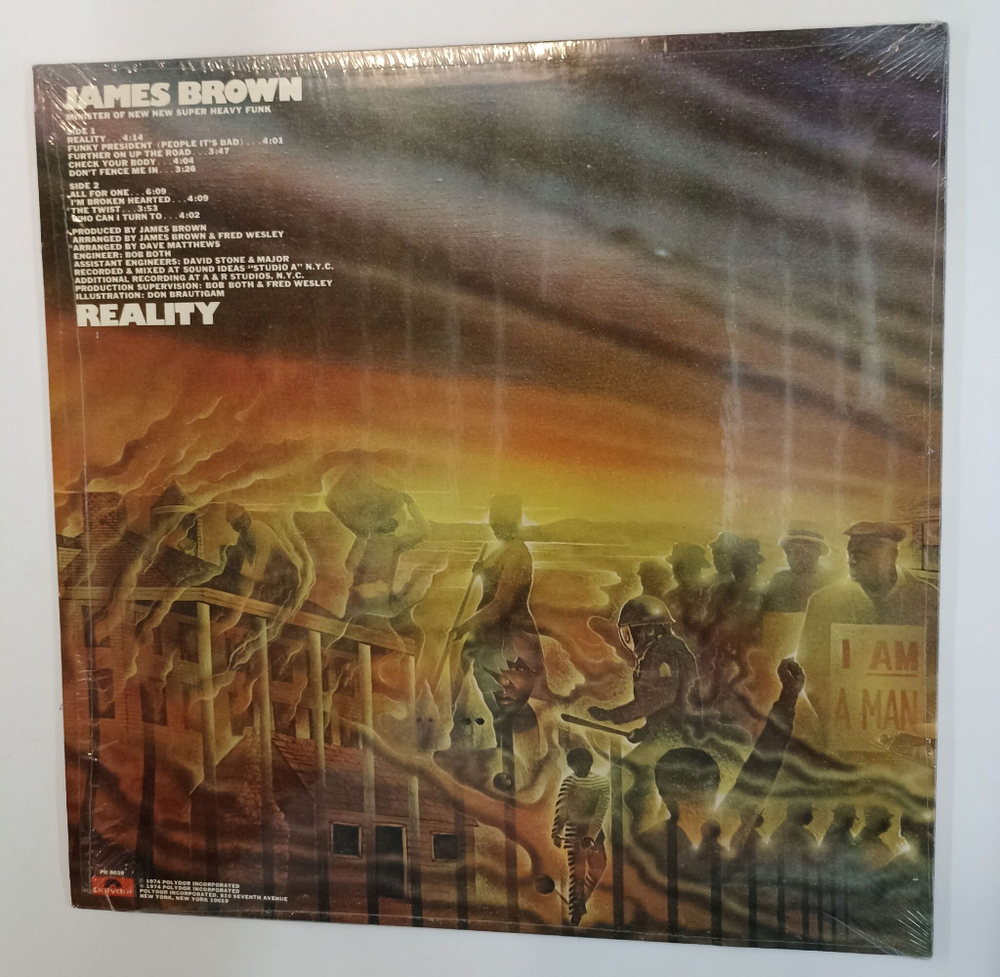 JAMES BROWN
MINISTER OF NEW NEW SUPER HEAVY FUNK
SIDE 1
REALITY...4:14
FUNKY PRESIDENT (PEOPLE IT'S BAD)...4:01
FURTHER ON UP THE ROAD...3:47
CHECK YOUR BODY...4:04
DON'T FENCE ME IN...3:26
SIDE 2
ALL FOR ONE...6:09
I'M BROKEN HEARTED...4:09
THE TWIST...3:53
WHO CAN I TURN TO...4:02
PRODUCED BY JAMES BROWN
ARRANGED BY JAMES BROWN & FRED WESLEY
ARRANGED BY DAVE MATTHEWS
ENGINEER: BOB BOTH
ASSISTANT ENGINEERS: DAVID STONE & MAJOR
RECORDED & MIXED AT SOUND IDEAS "STUDIO A" N.Y.C.
ADDITIONAL RECORDING AT A & R STUDIOS, N.Y.C.
PRODUCTION SUPERVISION: BOB BOTH & FRED WESLEY
ILLUSTRATION: DON BRAUTIGAM
REALITY
I AM
A MAN
PD 6039
polydor
℗ 1974 POLYDOR INCORPORATED
© 1974 POLYDOR INCORPORATED
POLYDOR INCORPORATED, 810 SEVENTH AVENUE
NEW YORK, NEW YORK 10019